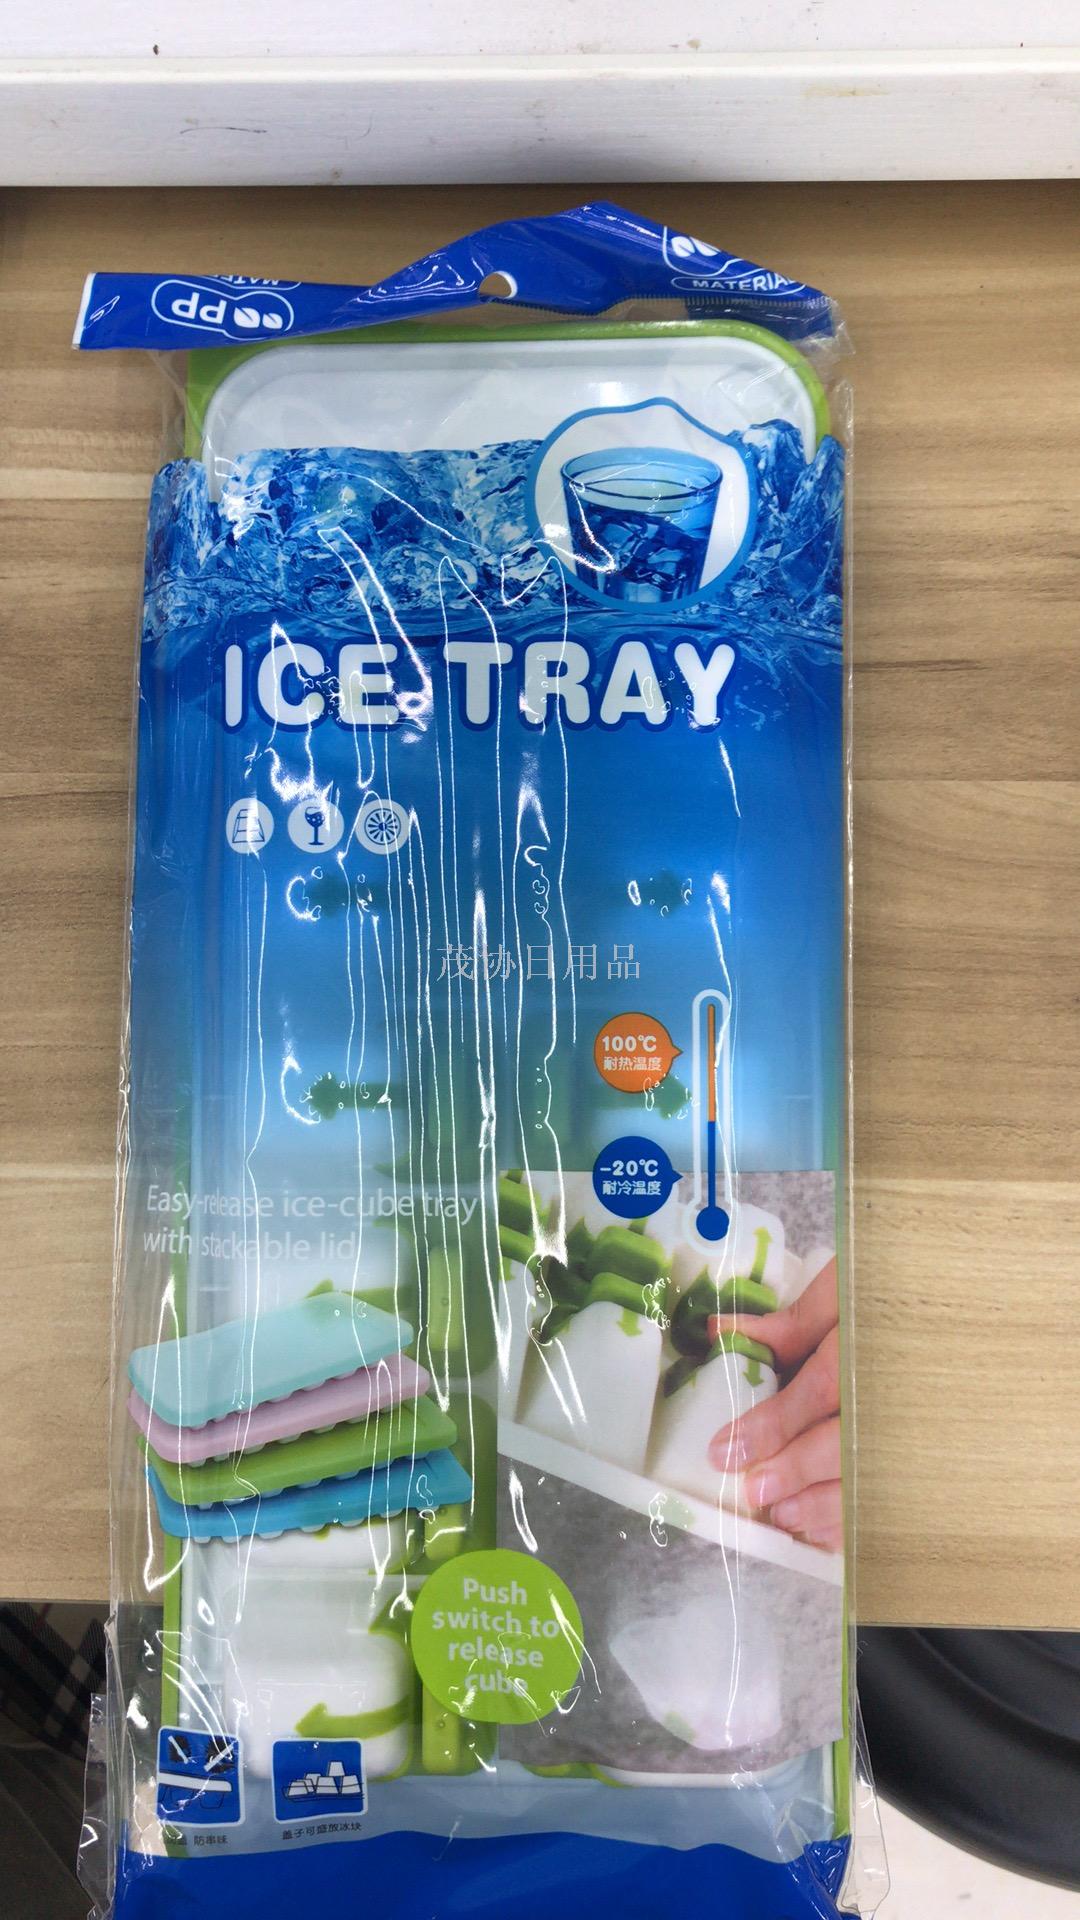 PP
MATERIAL
ICE TRAY
茂协日用品
100℃
耐热温度
-20℃
耐冷温度
Easy-release ice-cube tray
with stackable lid
Push
switch to
release
cube
防串味
盖子可盛放冰块